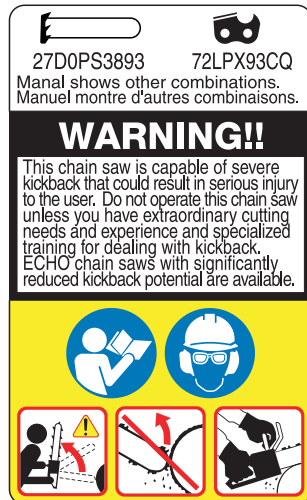 27D0PS3893 72LPX93CQ
Manal shows other combinations.
Manuel montre d'autres combinaisons.
WARNING!!
This chain saw is capable of severe
kickback that could result in serious injury
to the user. Do not operate this chain saw
unless you have extraordinary cutting
needs and experience and specialized
training for dealing with kickback.
ECHO chain saws with significantly
reduced kickback potential are available.